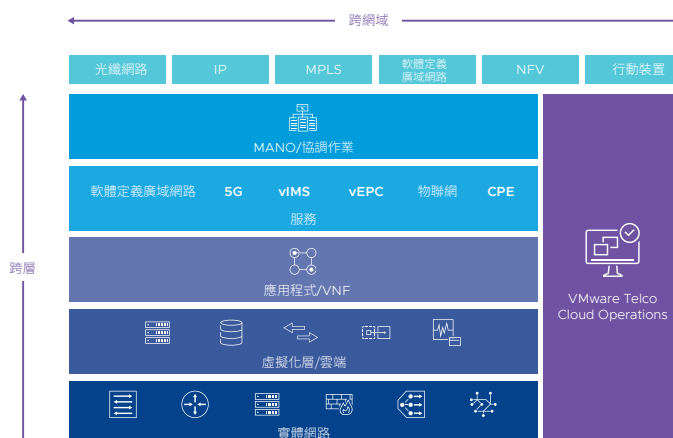 跨網域
光纖網路 IP MPLS 軟體定義 NFV 行動裝置
廣域網路
MANO/協調作業
軟體定義廣域網路 5G vIMS vEPC 物聯網 CPE
服務
跨層
應用程式/VNF
VMware Telco
Cloud Operations
虛擬化層/雲端
實體網路